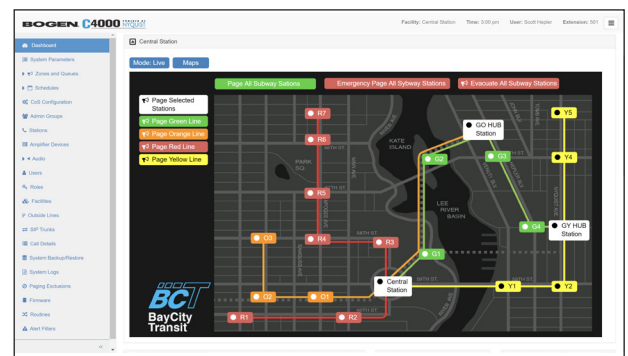 BOGEN C4000
Facility: Central Station Time: 3:00 pm User: Scott Hepler Extension: 501
Dashboard
System Parameters
Zones and Queues
Schedules
CoS Configuration
Admin Groups
Stations
Amplifier Devices
Audio
Users
Roles
Facilities
Outside Lines
SIP Trunks
Call Details
System Backup/Restore
System Logs
Paging Exclusions
Firmware
Routines
Alert Filters
Central Station
Mode: Live Maps
Page All Subway Sations Emergency Page All Sybway Stations Evacuate All Subway Stations
Page Selected
Stations
Page Green Line
Page Orange Line
Page Red Line
Page Yellow Line
R7
R6
R5
R4
R3
R2
R1
O3
O2
O1
G1
G2
G3
G4
Y1
Y2
Y4
Y5
GO HUB
Station
GY HUB
Station
Central
Station
PARK
SQ.
KATE
ISLAND
LEE
RIVER
BASIN
BCT
BayCity
Transit